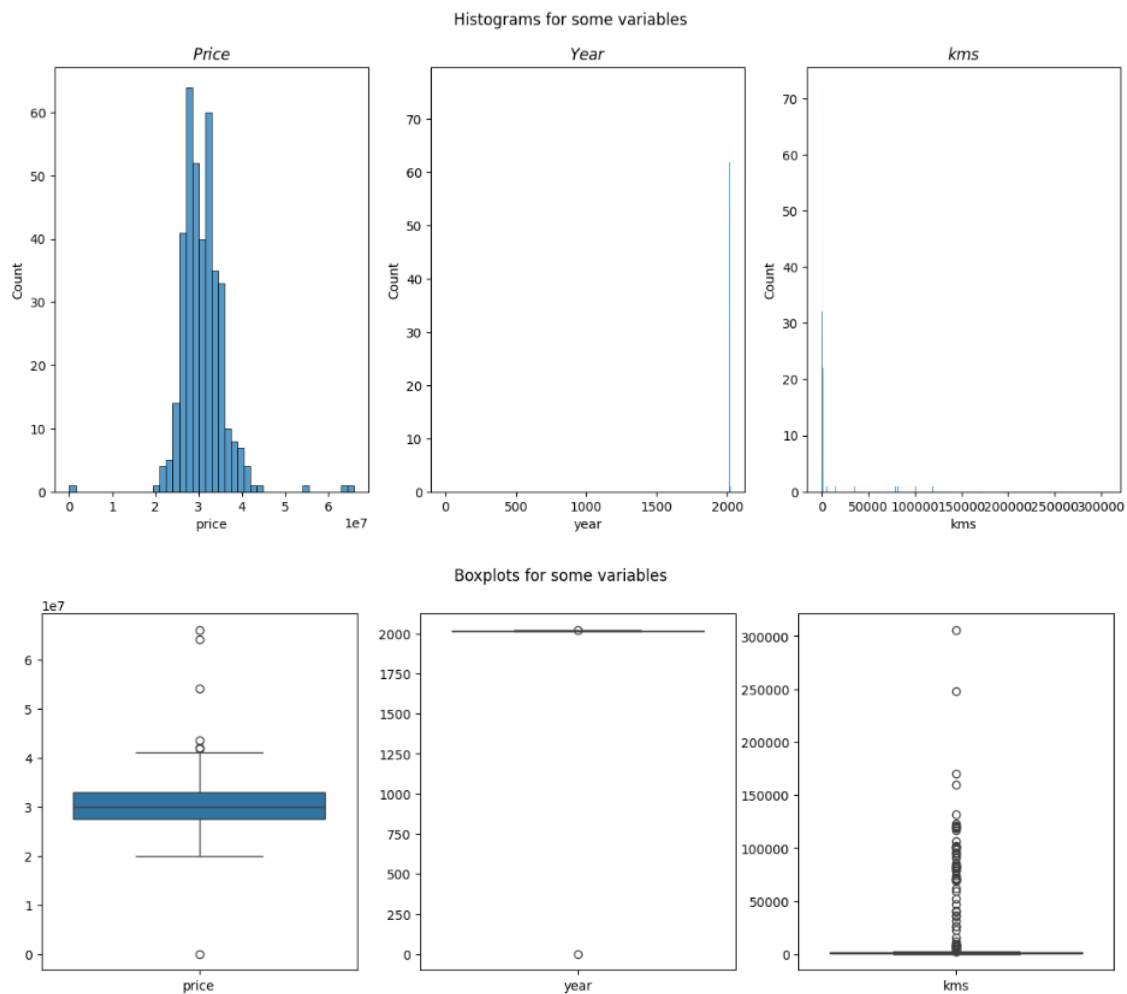 Histograms for some variables
Price
Year
kms
60
50
40
30
20
10
0
Count
0 1 2 3 4 5 6
1e7
price
70
60
50
40
30
20
10
0
Count
0 500 1000 1500 2000
year
70
60
50
40
30
20
10
0
Count
0 50000 100000 150000 200000 250000 300000
kms
Boxplots for some variables
1e7
6
5
4
3
2
1
0
price
2000
1750
1500
1250
1000
750
500
250
0
year
300000
250000
200000
150000
100000
50000
0
kms